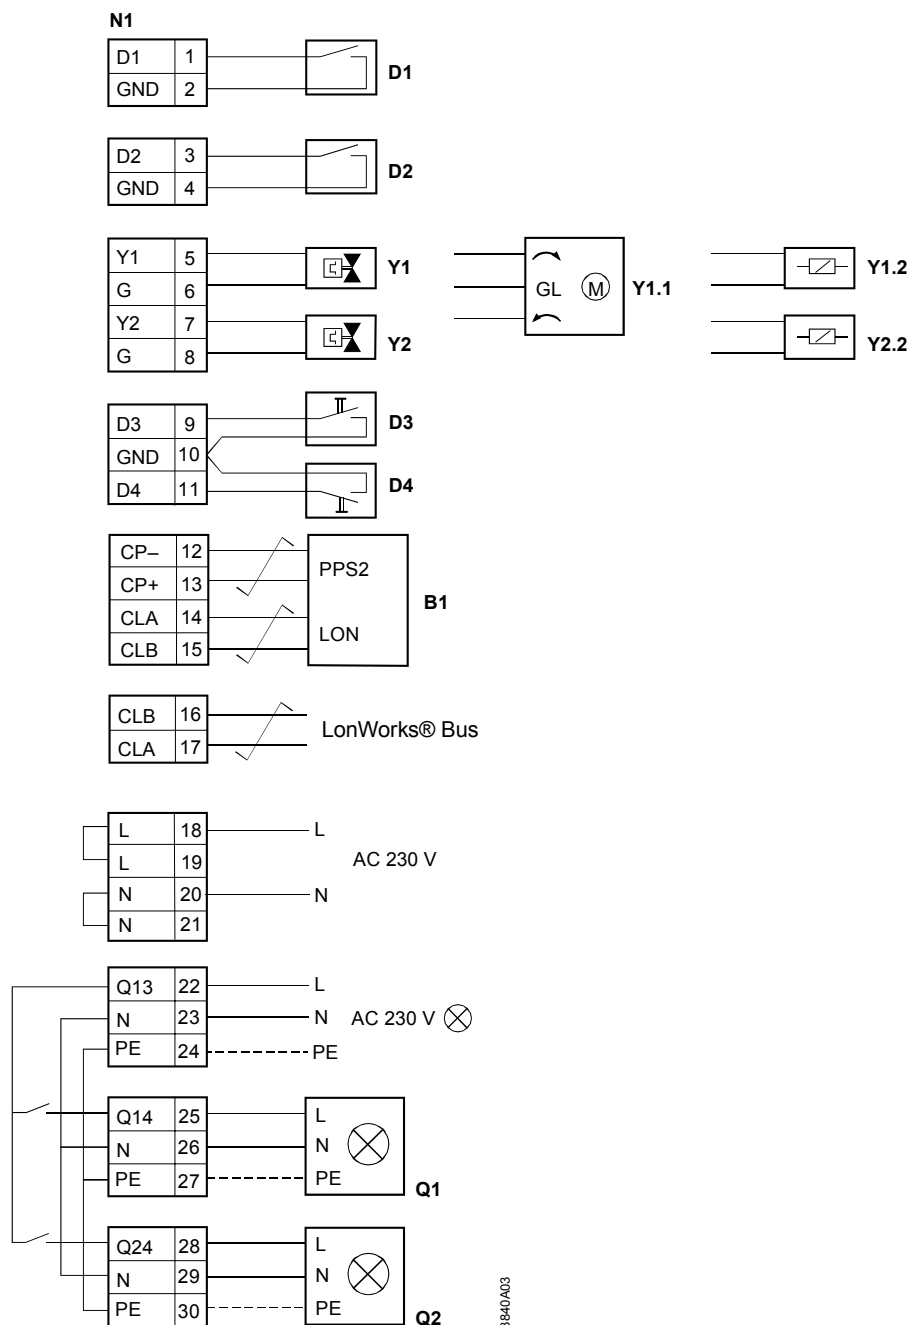 N1
D1 1
GND 2
D1
D2 3
GND 4
D2
Y1 5
G 6
Y2 7
G 8
Y1
Y2
GL M
Y1.1
Y1.2
Y2.2
D3 9
GND 10
D4 11
D3
D4
CP– 12
CP+ 13
CLA 14
CLB 15
PPS2
LON
B1
CLB 16
CLA 17
LonWorks® Bus
L 18 L
L 19
N 20 N
N 21
AC 230 V
Q13 22 L
N 23 N
PE 24 PE
AC 230 V
Q14 25 L
N 26 N
PE 27 PE
Q1
Q24 28 L
N 29 N
PE 30 PE
Q2